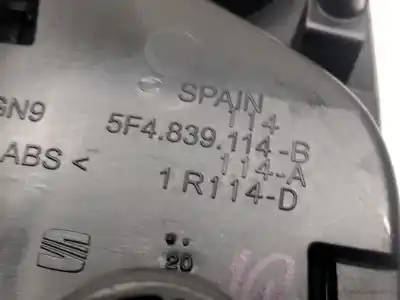 SPAIN
114
GN9
5F4.839.114-B
114-A
ABS <
1 R114-D
20